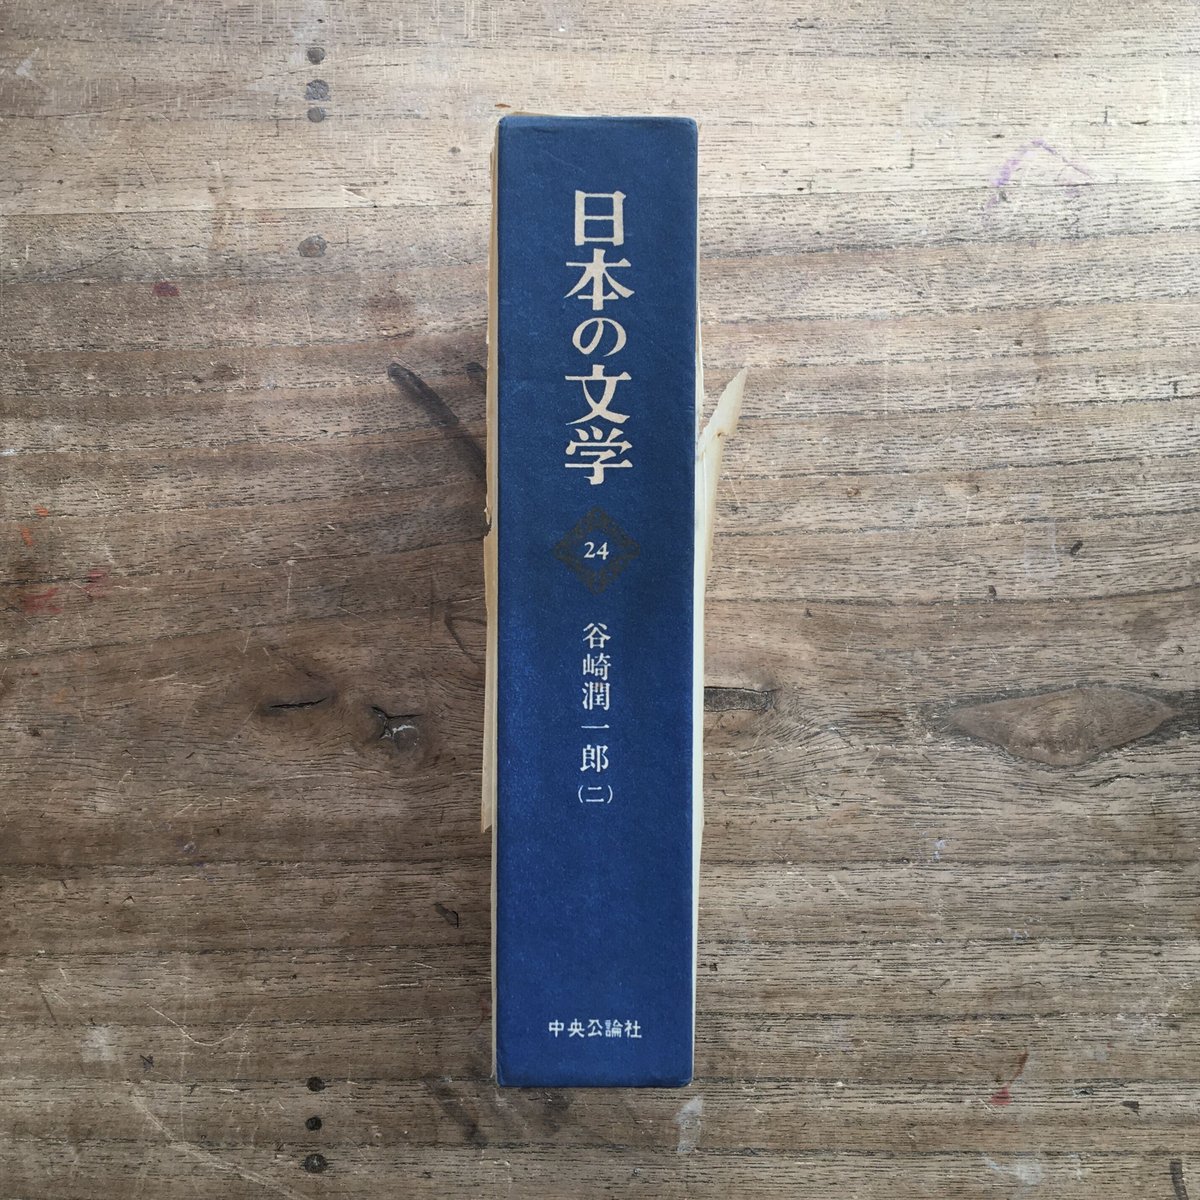 日本の文学
24
谷崎潤一郎
(二)
中央公論社